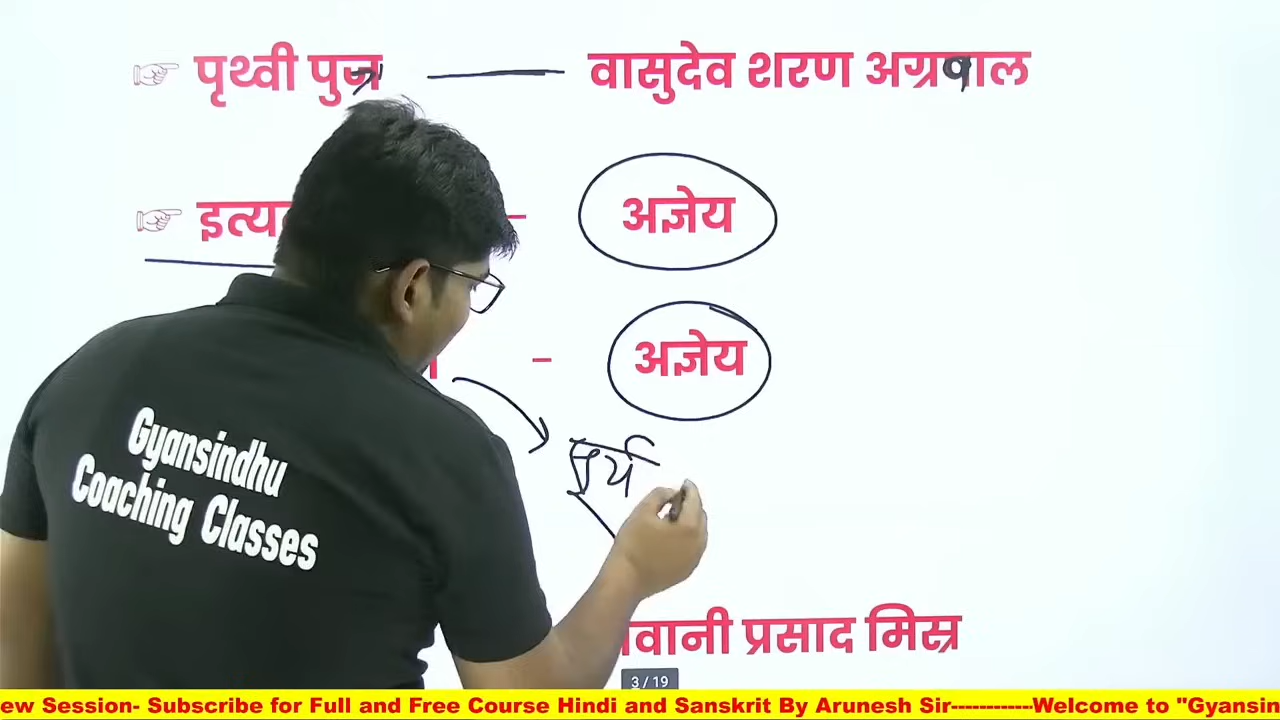 ☞ पृथ्वी पुत्र — वासुदेव शरण अग्रवाल
☞ इत्य - अज्ञेय
- अज्ञेय
सूर्य
वानी प्रसाद मिस्र
3 / 19
Gyansindhu
Coaching Classes
ew Session- Subscribe for Full and Free Course Hindi and Sanskrit By Arunesh Sir------------Welcome to "Gyansin